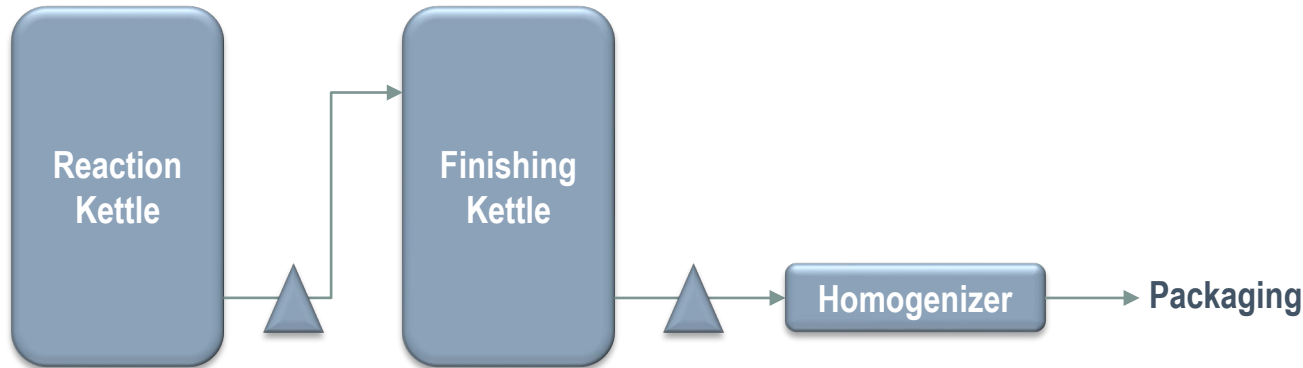 Reaction
Kettle
Finishing
Kettle
Homogenizer
Packaging